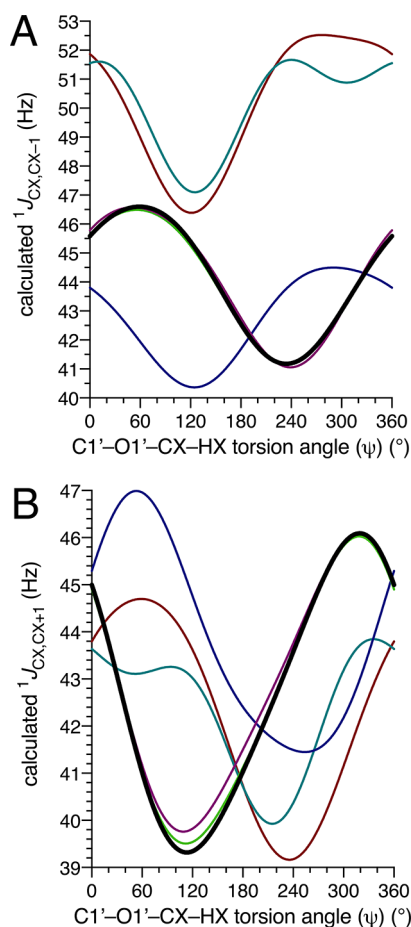 A
calculated ¹J_CX,CX−1 (Hz)
53
52
51
50
49
48
47
46
45
44
43
42
41
40
0 60 120 180 240 300 360
C1'–O1'–CX–HX torsion angle (ψ) (°)
B
calculated ¹J_CX,CX+1 (Hz)
47
46
45
44
43
42
41
40
39
0 60 120 180 240 300 360
C1'–O1'–CX–HX torsion angle (ψ) (°)